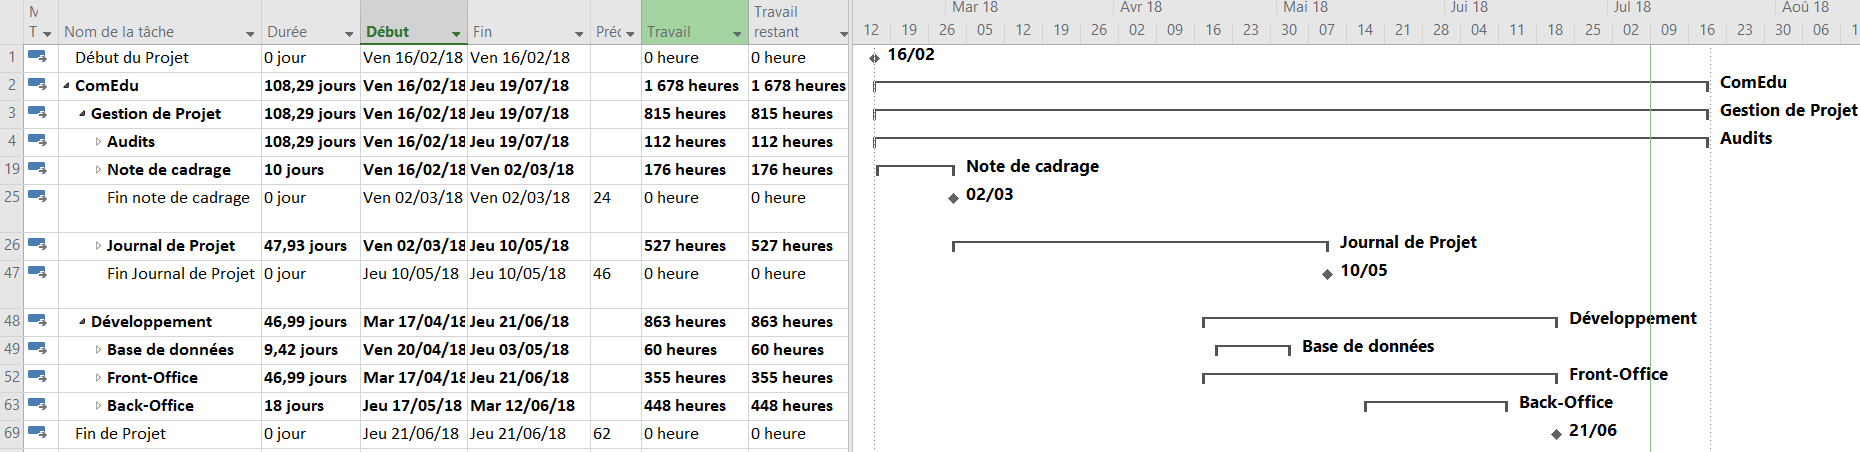 Mar 18 Avr 18 Mai 18 Jui 18 Jul 18 Aoû 18
Nom de la tâche Durée Début Fin Travail Travail restant
12 19 26 05 12 19 26 02 09 16 23 30 07 14 21 28 04 11 18 25 02 09 16 23 30 06
1 Début du Projet 0 jour Ven 16/02/18 Ven 16/02/18 0 heure 0 heure 16/02
2 ComEdu 108,29 jours Ven 16/02/18 Jeu 19/07/18 1 678 heures 1 678 heures ComEdu
3 Gestion de Projet 108,29 jours Ven 16/02/18 Jeu 19/07/18 815 heures 815 heures Gestion de Projet
4 Audits 108,29 jours Ven 16/02/18 Jeu 19/07/18 112 heures 112 heures Audits
19 Note de cadrage 10 jours Ven 16/02/18 Ven 02/03/18 176 heures 176 heures Note de cadrage
25 Fin note de cadrage 0 jour Ven 02/03/18 Ven 02/03/18 24 0 heure 0 heure 02/03
26 Journal de Projet 47,93 jours Ven 02/03/18 Jeu 10/05/18 527 heures 527 heures Journal de Projet
47 Fin Journal de Projet 0 jour Jeu 10/05/18 Jeu 10/05/18 46 0 heure 0 heure 10/05
48 Développement 46,99 jours Mar 17/04/18 Jeu 21/06/18 863 heures 863 heures Développement
49 Base de données 9,42 jours Ven 20/04/18 Jeu 03/05/18 60 heures 60 heures Base de données
52 Front-Office 46,99 jours Mar 17/04/18 Jeu 21/06/18 355 heures 355 heures Front-Office
63 Back-Office 18 jours Jeu 17/05/18 Mar 12/06/18 448 heures 448 heures Back-Office
69 Fin de Projet 0 jour Jeu 21/06/18 Jeu 21/06/18 62 0 heure 0 heure 21/06